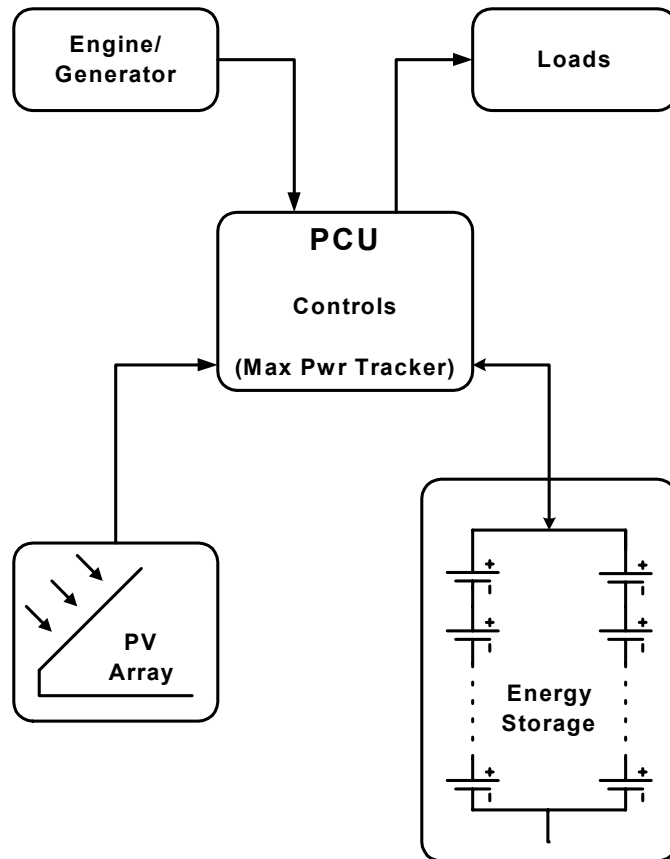 Engine/
Generator
Loads
PCU
Controls
(Max Pwr Tracker)
PV
Array
Energy
Storage
+
+
+
+
+
+